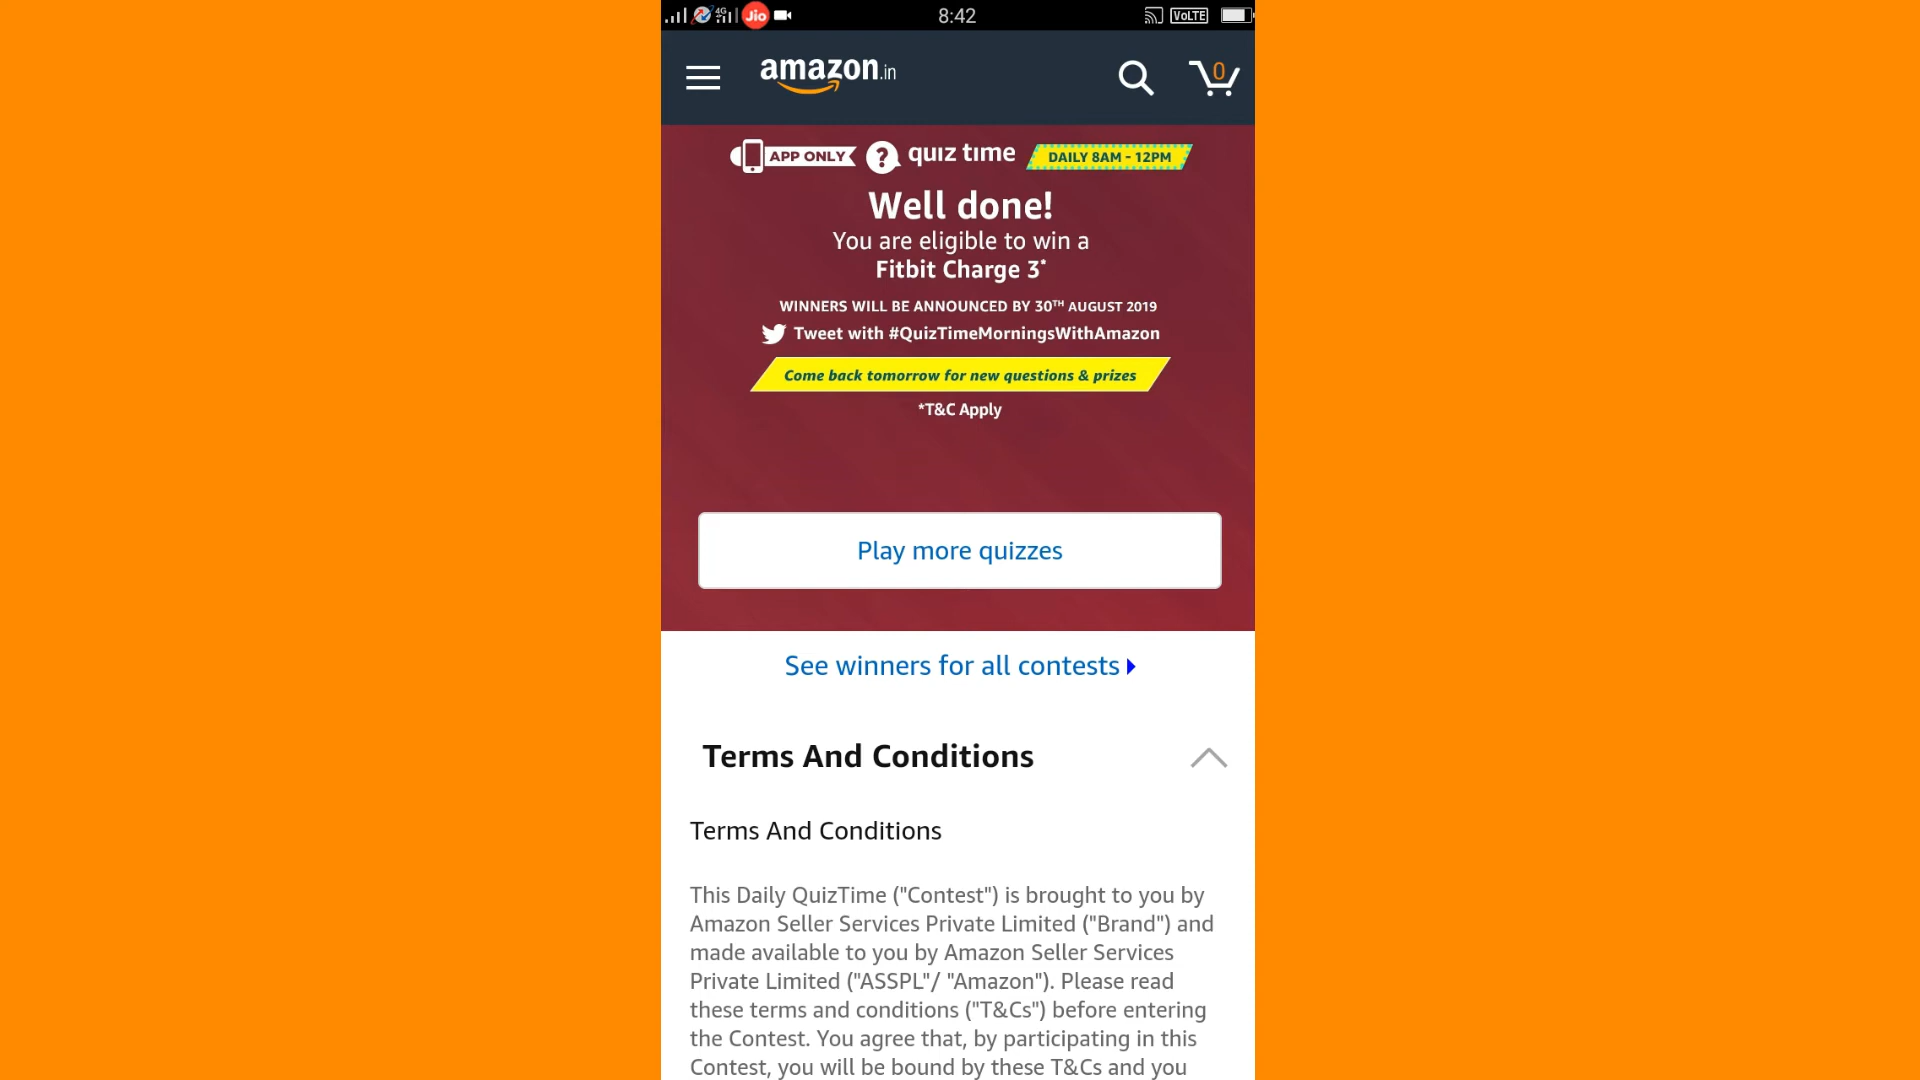 4G Jio 8:42 VoLTE
amazon.in 0
APP ONLY ? quiz time DAILY 8AM - 12PM
Well done!
You are eligible to win a
Fitbit Charge 3*
WINNERS WILL BE ANNOUNCED BY 30TH AUGUST 2019
Tweet with #QuizTimeMorningsWithAmazon
Come back tomorrow for new questions & prizes
*T&C Apply
Play more quizzes
See winners for all contests
Terms And Conditions
Terms And Conditions
This Daily QuizTime ("Contest") is brought to you by
Amazon Seller Services Private Limited ("Brand") and
made available to you by Amazon Seller Services
Private Limited ("ASSPL"/ "Amazon"). Please read
these terms and conditions ("T&Cs") before entering
the Contest. You agree that, by participating in this
Contest, you will be bound by these T&Cs and you